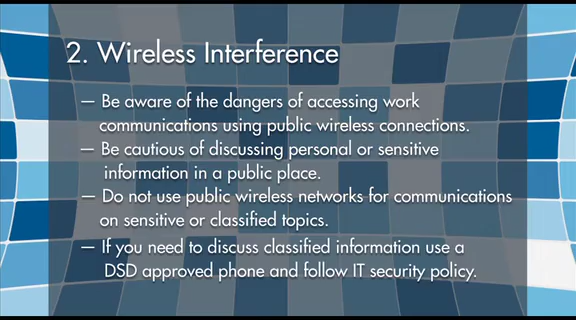 2. Wireless Interference
— Be aware of the dangers of accessing work
communications using public wireless connections.
— Be cautious of discussing personal or sensitive
information in a public place.
— Do not use public wireless networks for communications
on sensitive or classified topics.
— If you need to discuss classified information use a
DSD approved phone and follow IT security policy.